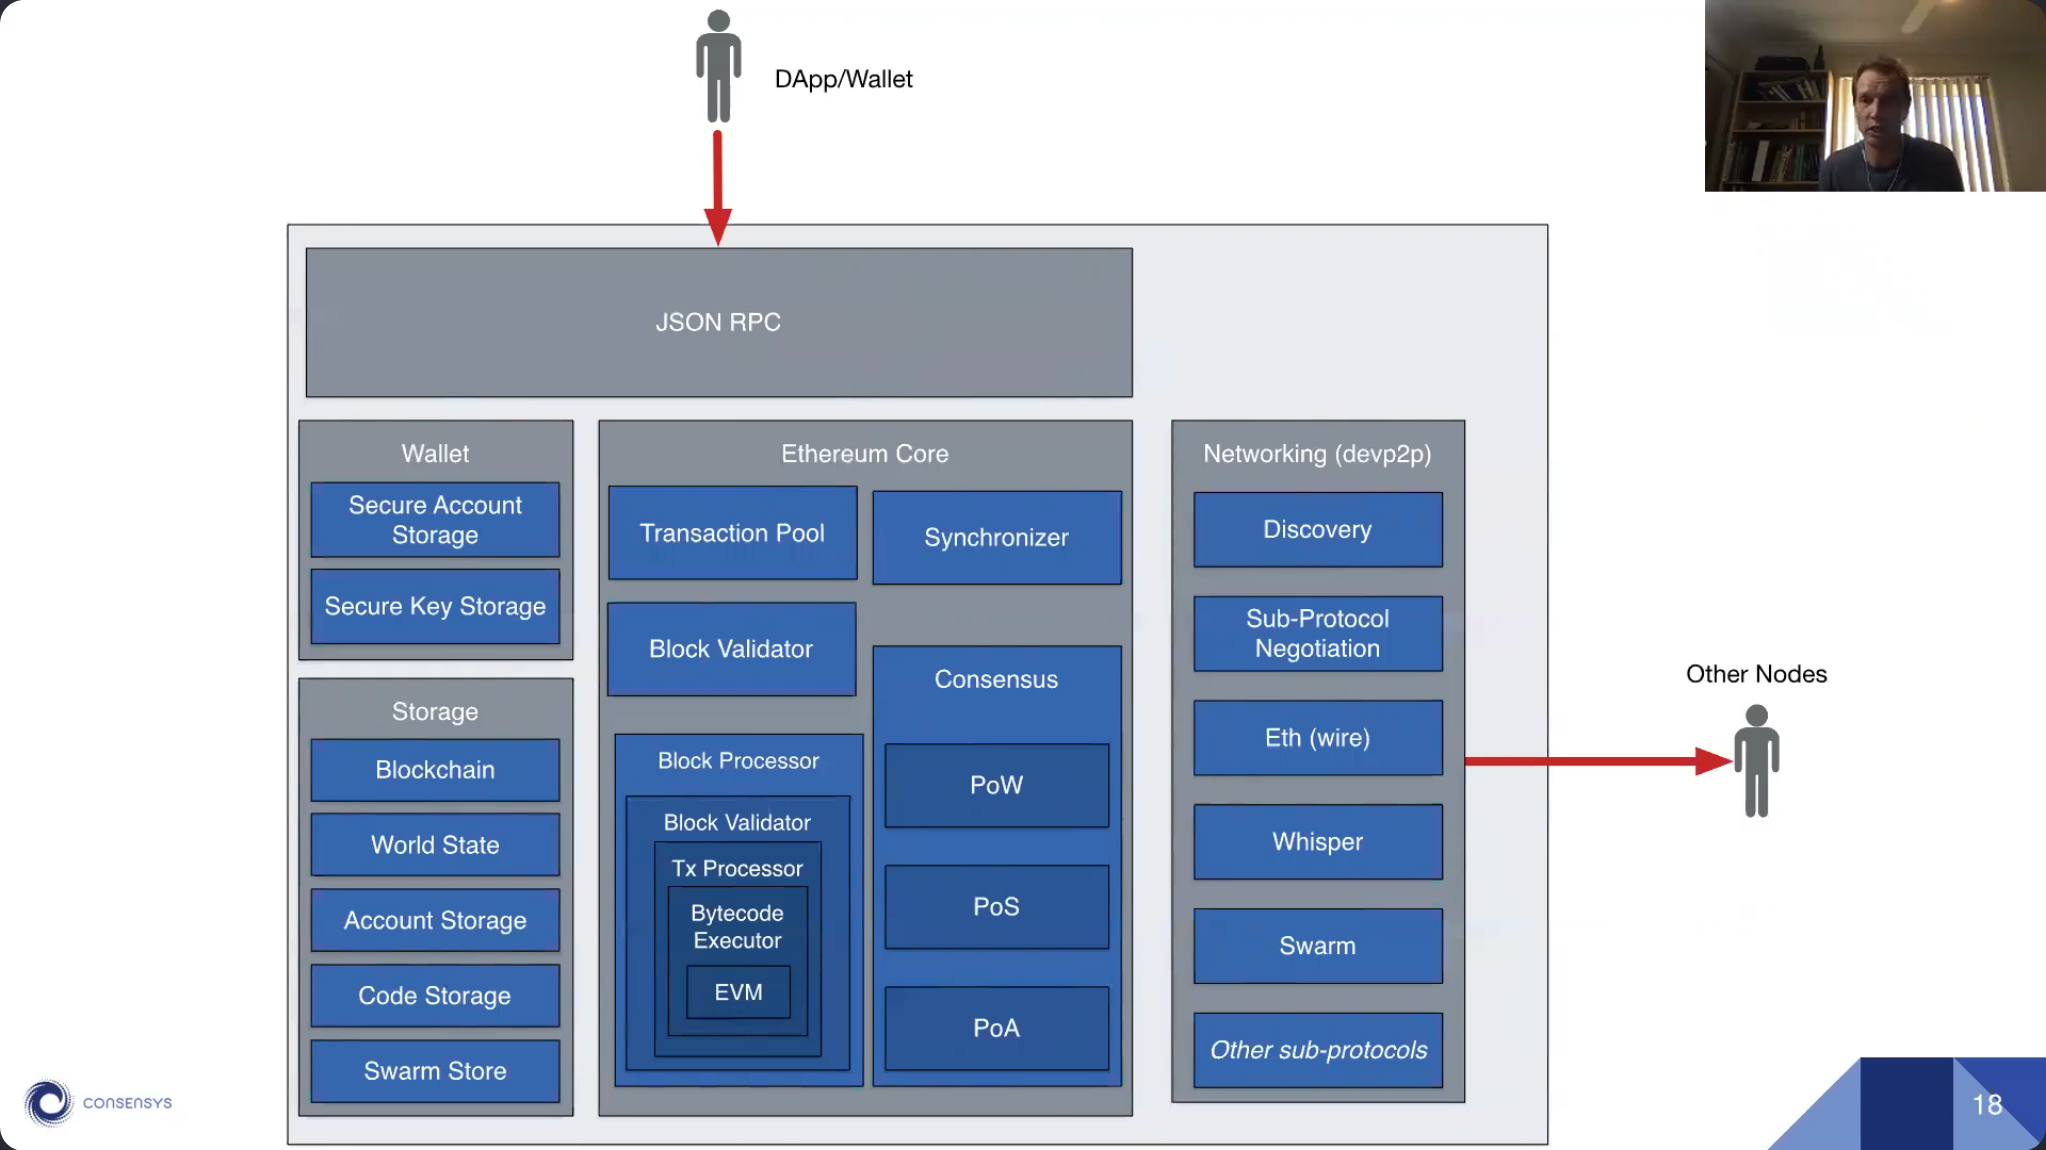 DApp/Wallet
JSON RPC
Wallet
Secure Account
Storage
Secure Key Storage
Storage
Blockchain
World State
Account Storage
Code Storage
Swarm Store
Ethereum Core
Transaction Pool
Synchronizer
Block Validator
Block Processor
Block Validator
Tx Processor
Bytecode
Executor
EVM
Consensus
PoW
PoS
PoA
Networking (devp2p)
Discovery
Sub-Protocol
Negotiation
Eth (wire)
Whisper
Swarm
Other sub-protocols
Other Nodes
CONSENSYS
18